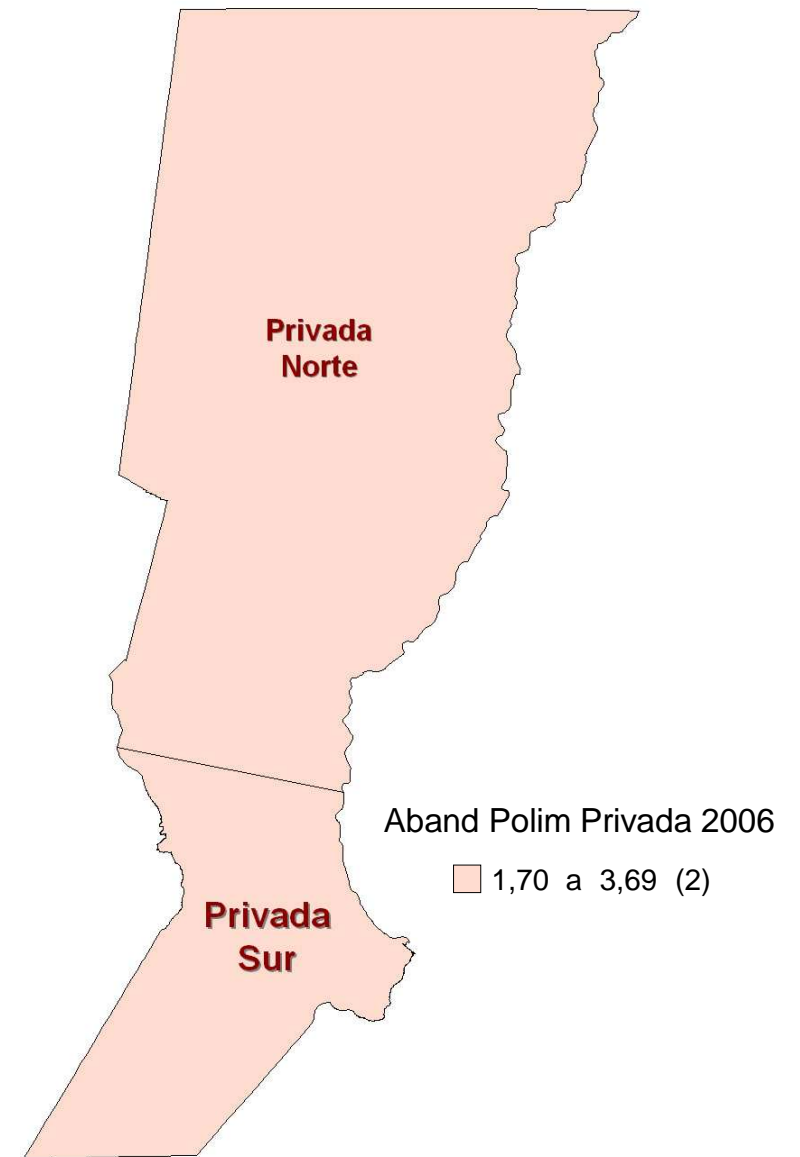 Privada
Norte
Aband Polim Privada 2006
1,70 a 3,69 (2)
Privada
Sur